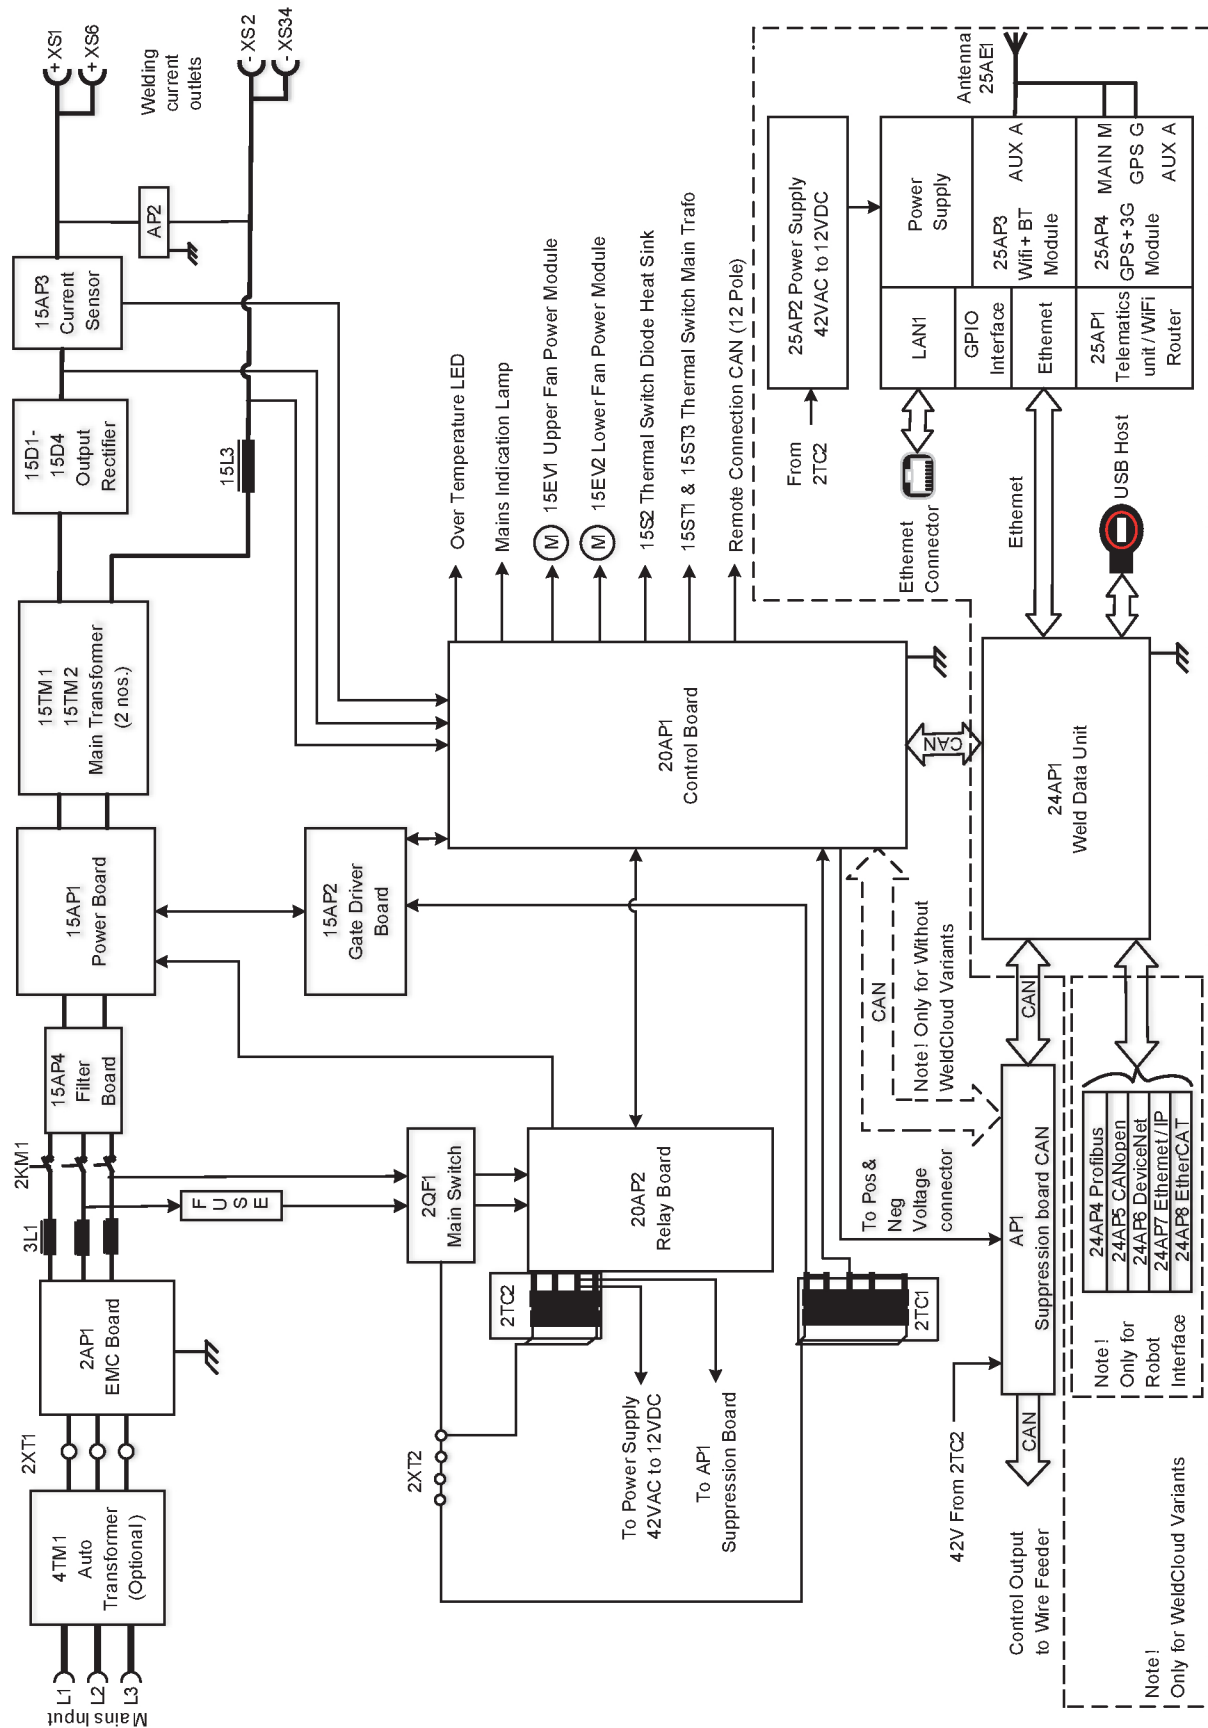 Mains Input
L1
L2
L3
4TM1
Auto
Transformer
(Optional)
2XT1
2AP1
EMC Board
3L1
2KM1
15AP4
Filter
Board
15AP1
Power Board
15TM1
15TM2
Main Transformer
(2 nos.)
15D1-
15D4
Output
Rectifier
15AP3
Current
Sensor
AP2
+ XS1
+ XS6
Welding
current
outlets
- XS2
- XS34
15L3
FUSE
2QF1
Main Switch
15AP2
Gate Driver
Board
2XT2
2TC2
20AP2
Relay Board
To Power Supply
42VAC to 12VDC
To AP1
Suppression Board
2TC1
20AP1
Control Board
Over Temperature LED
Mains Indication Lamp
M
15EV1 Upper Fan Power Module
M
15EV2 Lower Fan Power Module
15S2 Thermal Switch Diode Heat Sink
15ST1 & 15ST3 Thermal Switch Main Trafo
Remote Connection CAN (12 Pole)
To Pos &
Neg
Voltage
connector
CAN
Note! Only for Without
WeldCloud Variants
CAN
42V From 2TC2
Control Output
to Wire Feeder
CAN
AP1
Suppression board CAN
CAN
24AP1
Weld Data Unit
From
2TC2
25AP2 Power Supply
42VAC to 12VDC
Antenna
25AE1
Ethernet
Connector
LAN1
Power
Supply
GPIO
Interface
Ethernet
25AP3
Wifi+ BT
Module
AUX A
25AP1
Telematics
unit / WiFi
Router
25AP4
GPS+3G
Module
MAIN M
GPS G
AUX A
Ethernet
USB Host
Note!
Only for
Robot
Interface
24AP4 Profilbus
24AP5 CANopen
24AP6 DeviceNet
24AP7 Ethernet / IP
24AP8 EtherCAT
Note!
Only for WeldCloud Variants